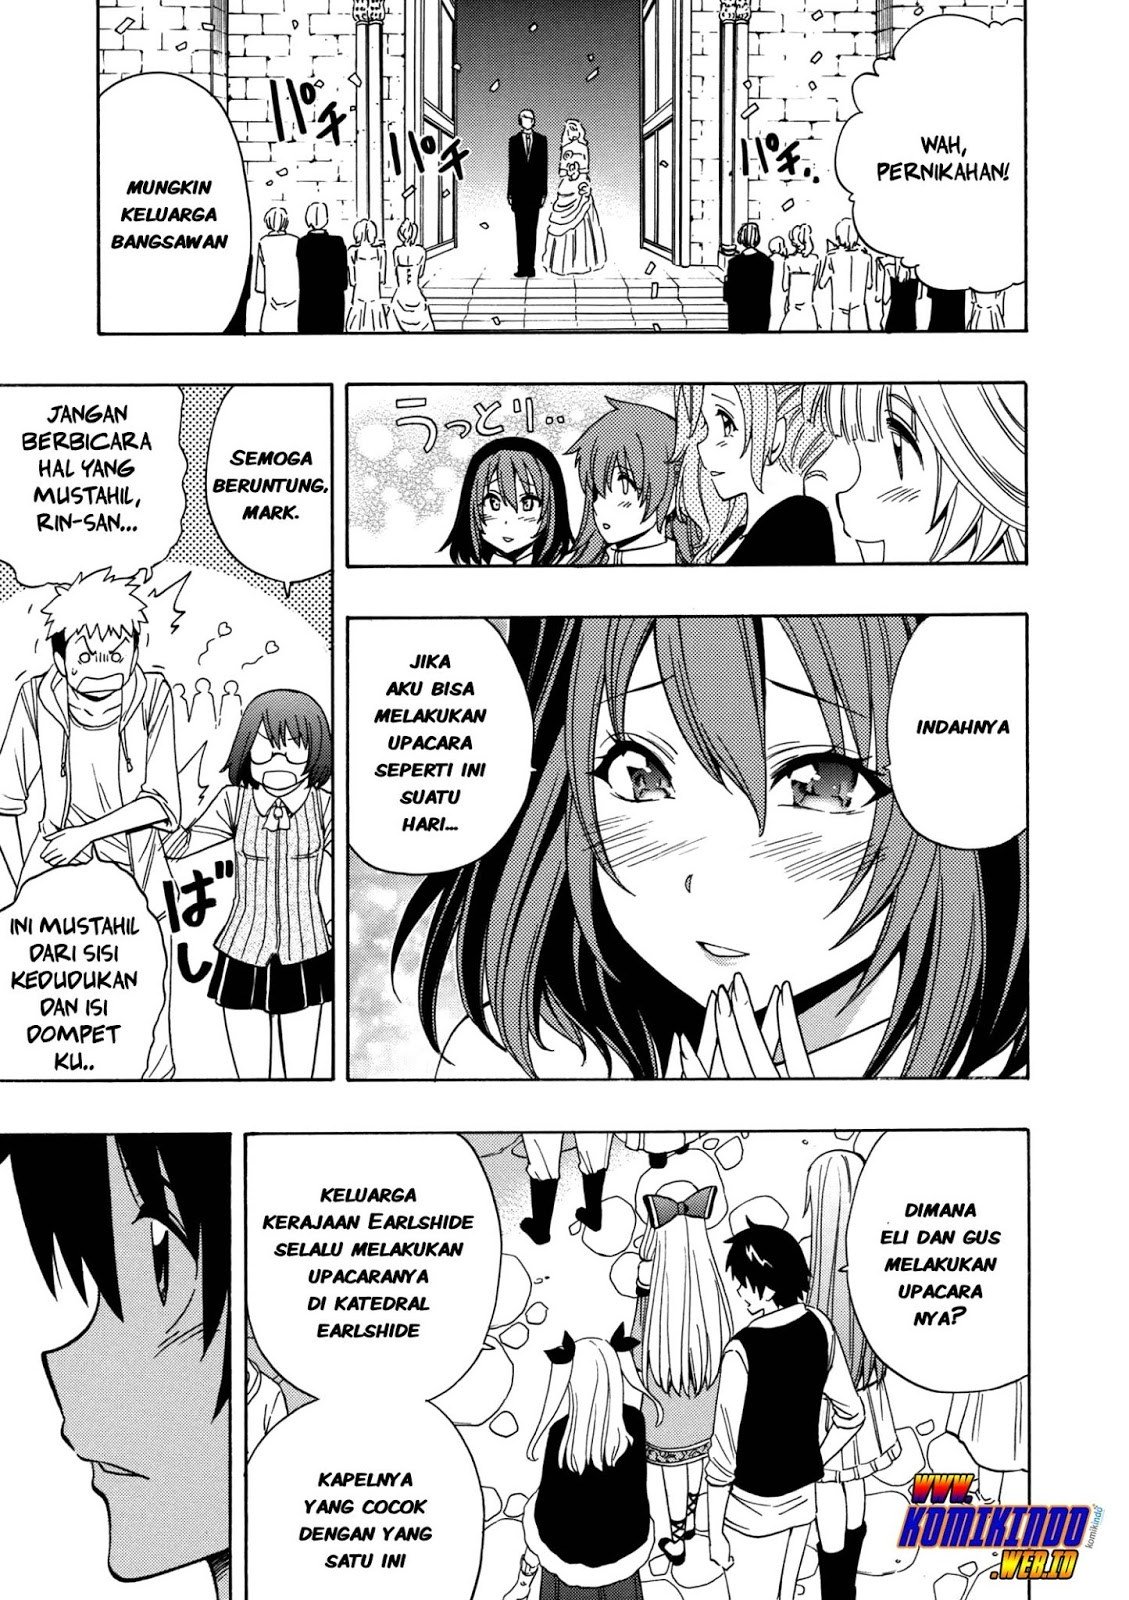 WAH,
PERNIKAHAN!
パチ
パチ
パチ..
MUNGKIN
KELUARGA
BANGSAWAN
うっとり..
SEMOGA
BERUNTUNG,
MARK.
JANGAN
BERBICARA
HAL YANG
MUSTAHIL,
RIN-SAN...
ばし
INI MUSTAHIL
DARI SISI
KEDUDUKAN
DAN ISI
DOMPET
KU..
INDAHNYA
JIKA
AKU BISA
MELAKUKAN
UPACARA
SEPERTI INI
SUATU
HARI...
DIMANA
ELI DAN GUS
MELAKUKAN
UPACARA
NYA?
KELUARGA
KERAJAAN EARLSHIDE
SELALU MELAKUKAN
UPACARANYA
DI KATEDRAL
EARLSHIDE
KAPELNYA
YANG COCOK
DENGAN YANG
SATU INI
WWW.
KOMIKINDO
.WEB.ID
komikindo